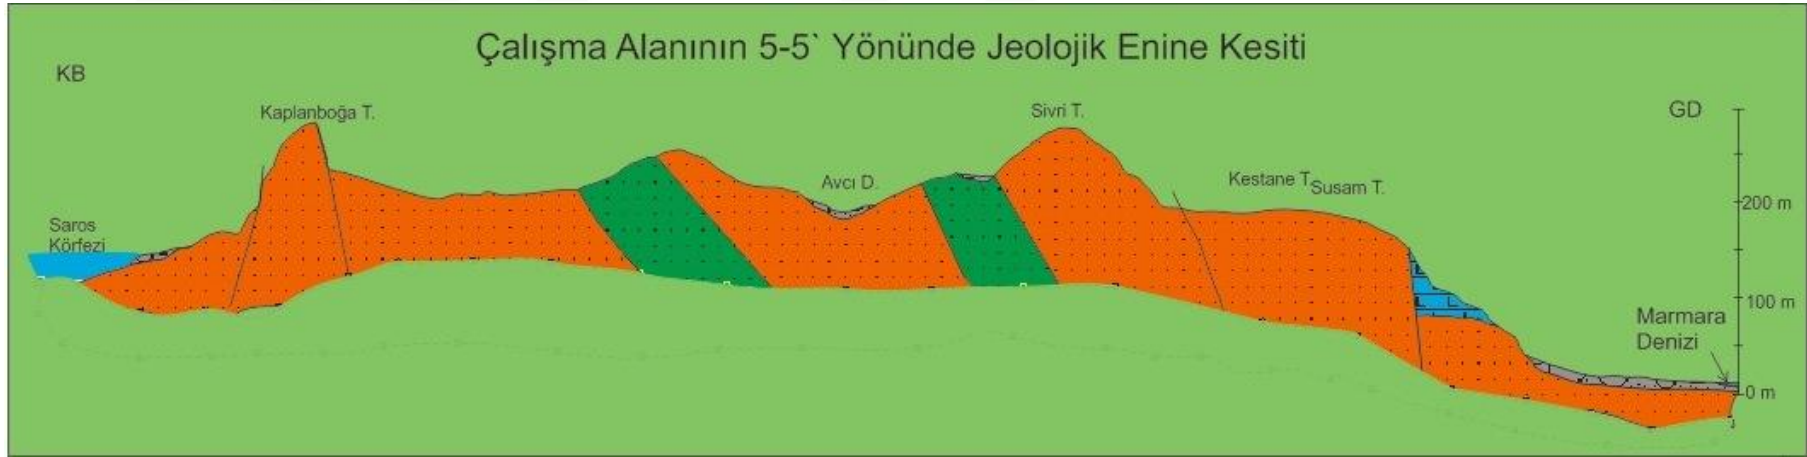 Çalışma Alanının 5-5` Yönünde Jeolojik Enine Kesiti
KB
GD
Kaplanboğa T.
Sivri T.
Avcı D.
Kestane T.
Susam T.
Saros
Körfezi
200 m
100 m
Marmara
Denizi
0 m